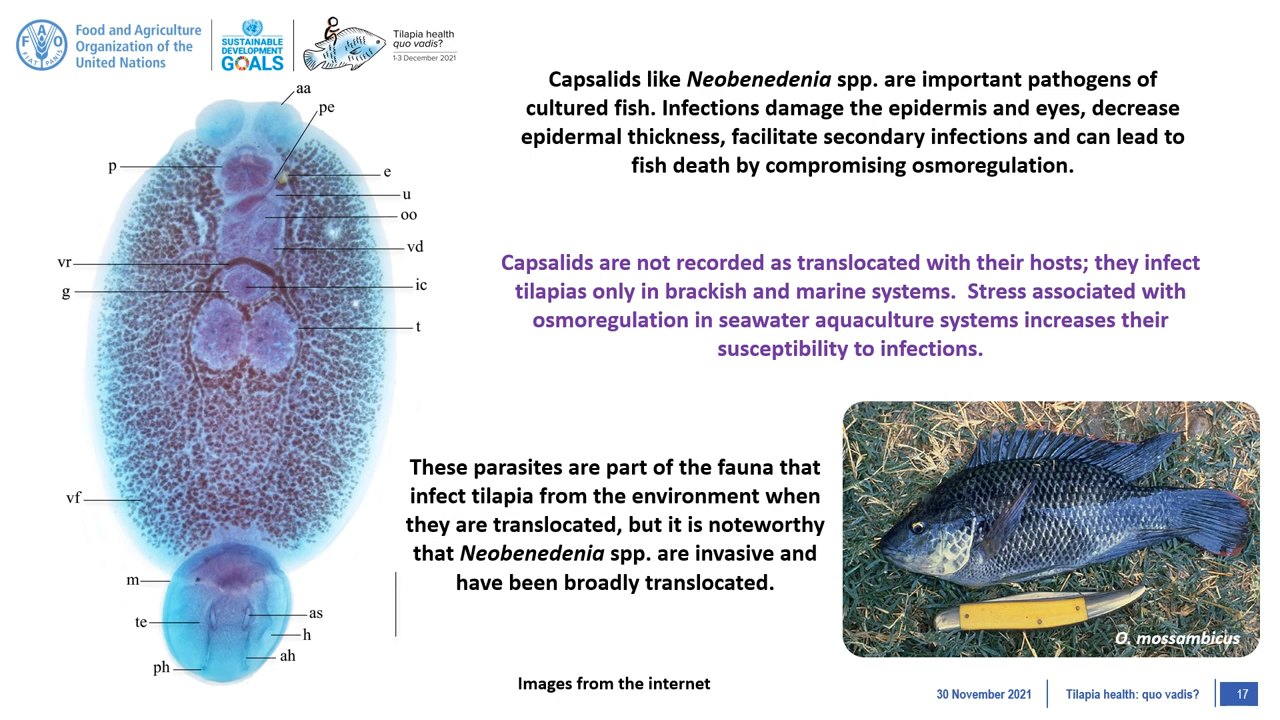 Food and Agriculture
Organization of the
United Nations
F A O
FIAT PANIS
SUSTAINABLE
DEVELOPMENT
GOALS
Tilapia health
quo vadis?
1-3 December 2021
Capsalids like Neobenedenia spp. are important pathogens of
cultured fish. Infections damage the epidermis and eyes, decrease
epidermal thickness, facilitate secondary infections and can lead to
fish death by compromising osmoregulation.
Capsalids are not recorded as translocated with their hosts; they infect
tilapias only in brackish and marine systems. Stress associated with
osmoregulation in seawater aquaculture systems increases their
susceptibility to infections.
These parasites are part of the fauna that
infect tilapia from the environment when
they are translocated, but it is noteworthy
that Neobenedenia spp. are invasive and
have been broadly translocated.
aa
pe
p
e
u
oo
vd
vr
g
ic
t
vf
m
te
as
h
ah
ph
O. mossambicus
Images from the internet
30 November 2021
Tilapia health: quo vadis?
17